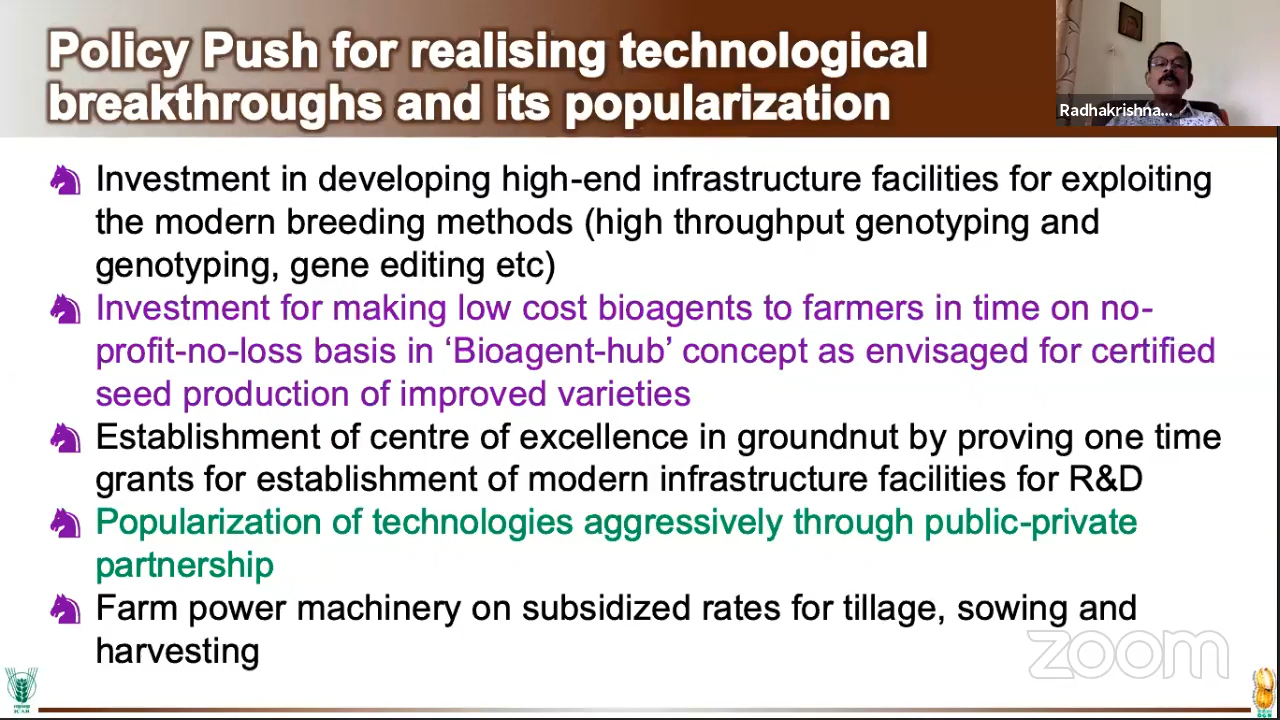 Policy Push for realising technological
breakthroughs and its popularization
Radhakrishna...
Investment in developing high-end infrastructure facilities for exploiting
the modern breeding methods (high throughput genotyping and
genotyping, gene editing etc)
Investment for making low cost bioagents to farmers in time on no-
profit-no-loss basis in ‘Bioagent-hub’ concept as envisaged for certified
seed production of improved varieties
Establishment of centre of excellence in groundnut by proving one time
grants for establishment of modern infrastructure facilities for R&D
Popularization of technologies aggressively through public-private
partnership
Farm power machinery on subsidized rates for tillage, sowing and
harvesting
zoom
ICAR